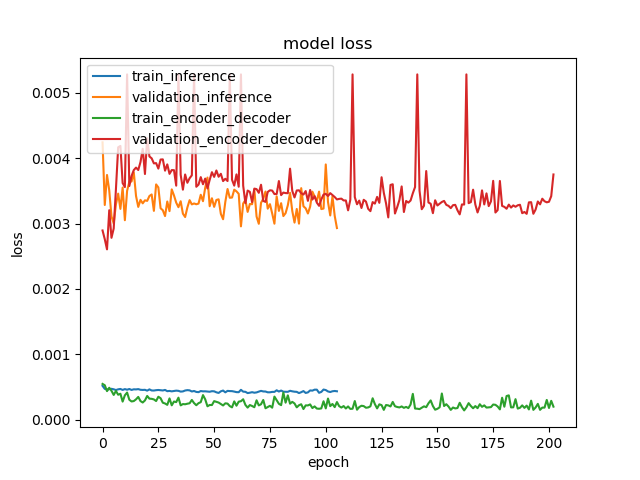 model loss
train_inference
validation_inference
train_encoder_decoder
validation_encoder_decoder
0.005
0.004
0.003
0.002
0.001
0.000
loss
0 25 50 75 100 125 150 175 200
epoch